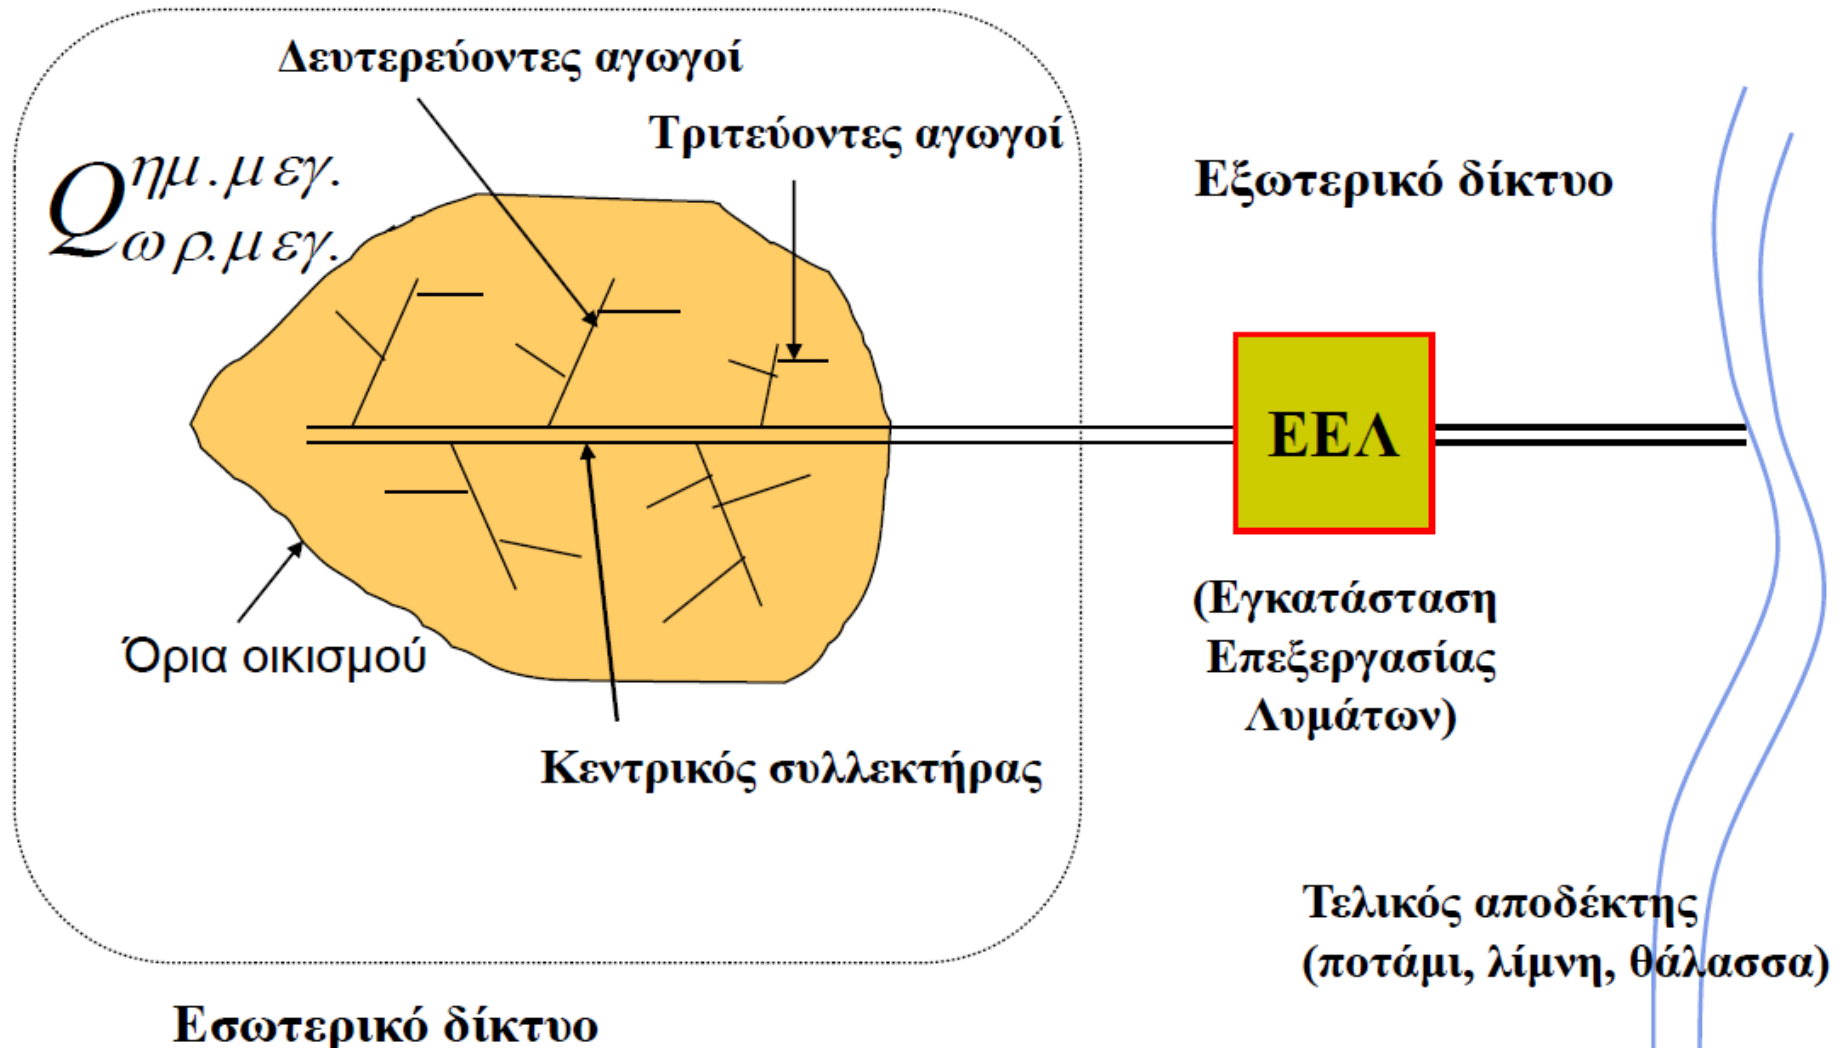 Δευτερεύοντες αγωγοί
Τριτεύοντες αγωγοί
Q ημ.μεγ.
ωρ.μεγ.
Εξωτερικό δίκτυο
ΕΕΛ
(Εγκατάσταση
Επεξεργασίας
Λυμάτων)
Όρια οικισμού
Κεντρικός συλλεκτήρας
Τελικός αποδέκτης
(ποτάμι, λίμνη, θάλασσα)
Εσωτερικό δίκτυο